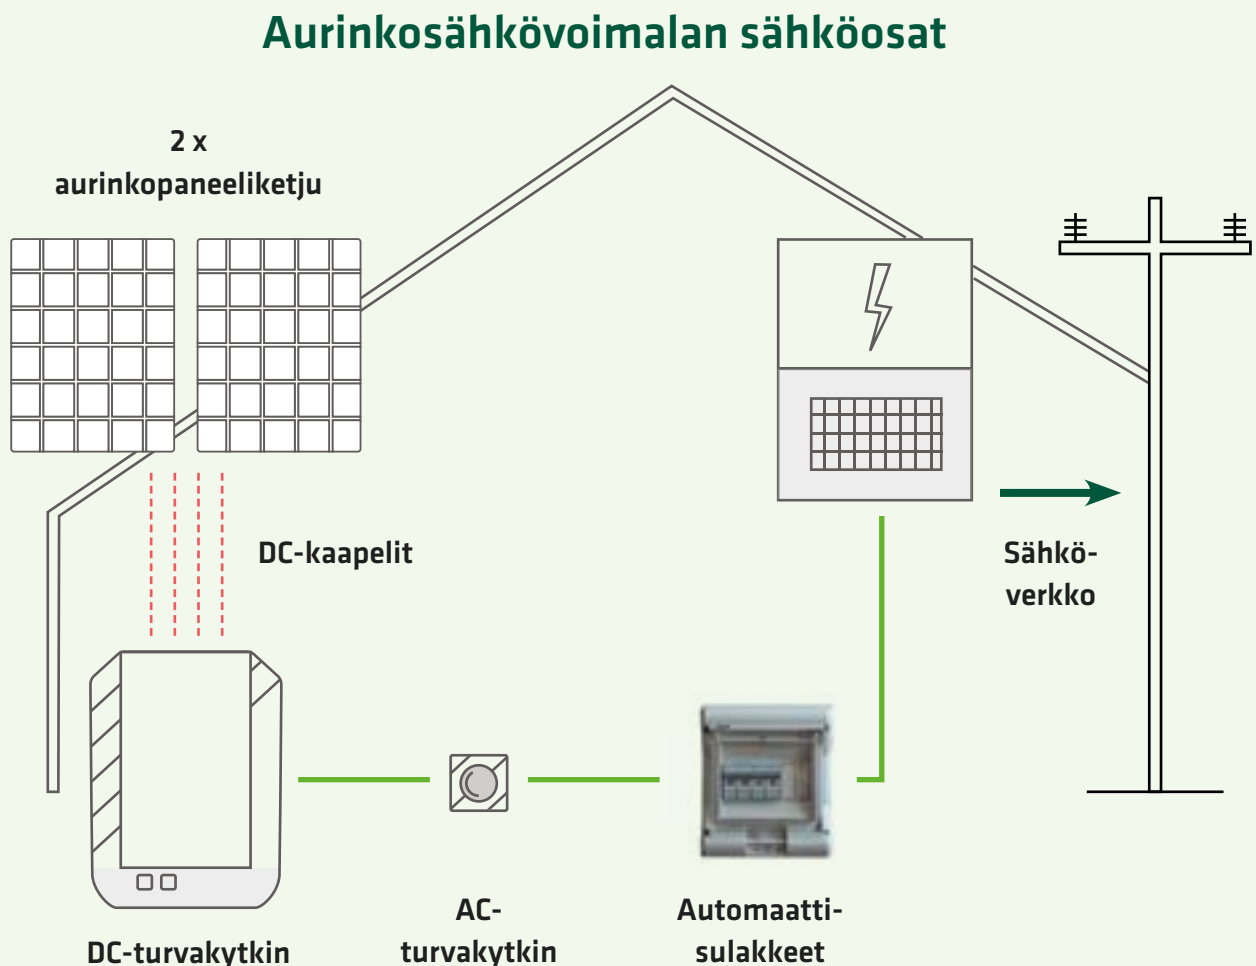 Aurinkosähkövoimalan sähköosat
2 x
aurinkopaneeliketju
DC-kaapelit
Sähkö-
verkko
DC-turvakytkin
AC-
turvakytkin
Automaatti-
sulakkeet